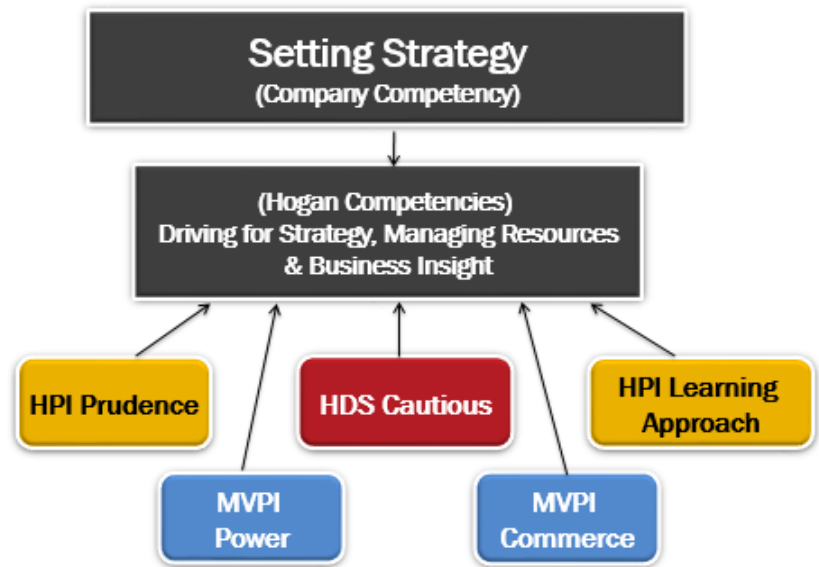 Setting Strategy
(Company Competency)
(Hogan Competencies)
Driving for Strategy, Managing Resources
& Business Insight
HPI Prudence
HDS Cautious
HPI Learning
Approach
MVPI
Power
MVPI
Commerce